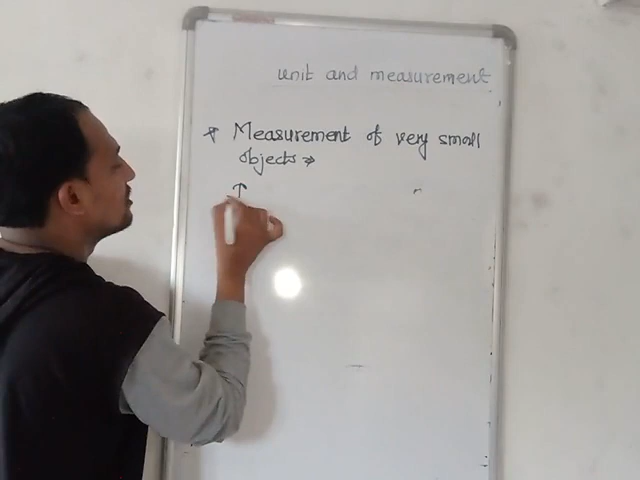 unit and measurement
* Measurement of very small
objects →